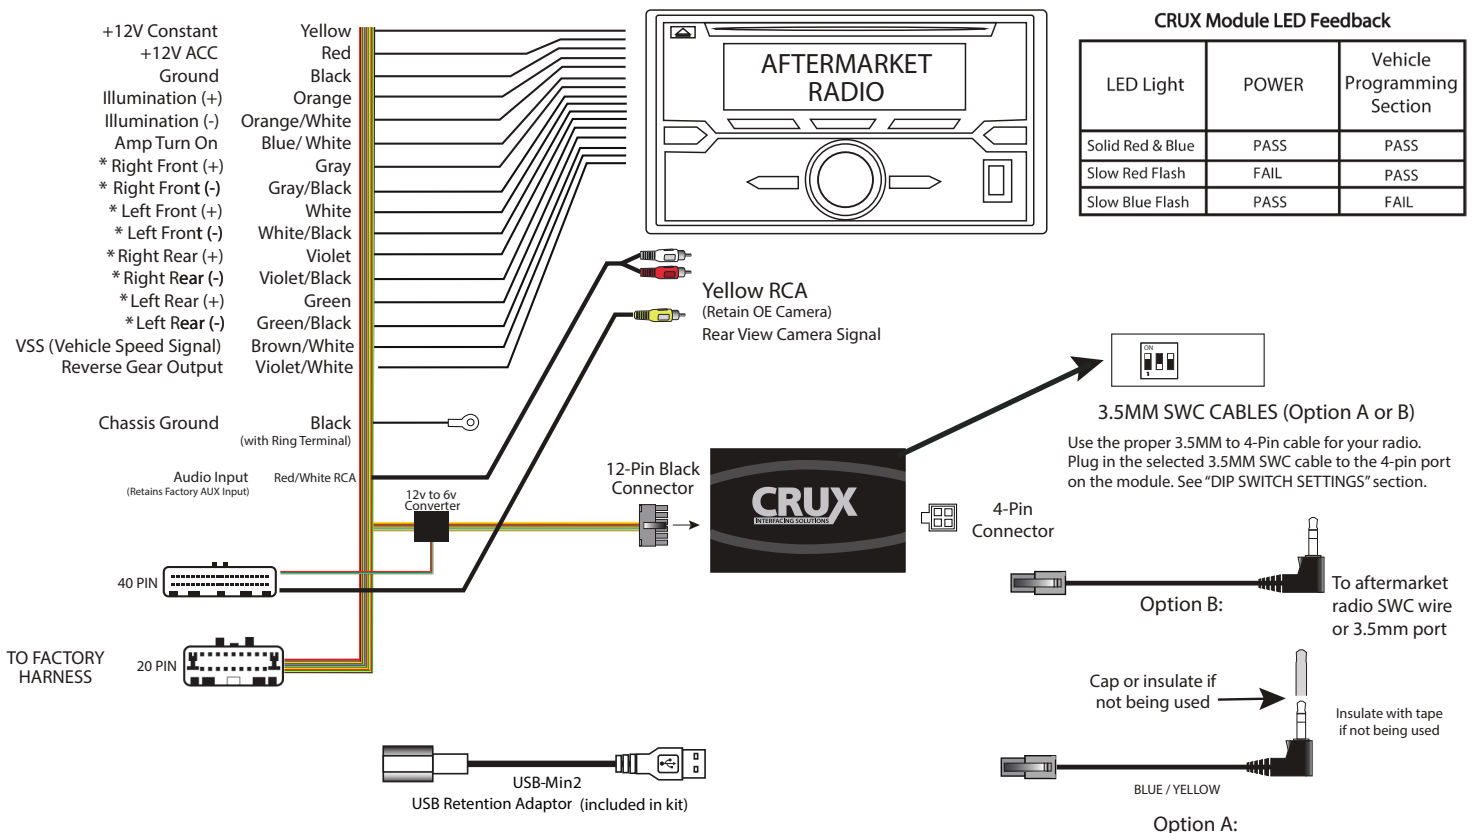 +12V Constant Yellow
+12V ACC Red
Ground Black
Illumination (+) Orange
Illumination (-) Orange/White
Amp Turn On Blue/ White
* Right Front (+) Gray
* Right Front (-) Gray/Black
* Left Front (+) White
* Left Front (-) White/Black
* Right Rear (+) Violet
* Right Rear (-) Violet/Black
* Left Rear (+) Green
* Left Rear (-) Green/Black
VSS (Vehicle Speed Signal) Brown/White
Reverse Gear Output Violet/White
Chassis Ground Black
(with Ring Terminal)
Audio Input Red/White RCA
(Retains Factory AUX Input)
12v to 6v
Converter
40 PIN
20 PIN
TO FACTORY
HARNESS
AFTERMARKET
RADIO
Yellow RCA
(Retain OE Camera)
Rear View Camera Signal
12-Pin Black
Connector
CRUX
INTERFACING SOLUTIONS
4-Pin
Connector
CRUX Module LED Feedback
LED Light POWER Vehicle
Programming
Section
Solid Red & Blue PASS PASS
Slow Red Flash FAIL PASS
Slow Blue Flash PASS FAIL
ON
1
3.5MM SWC CABLES (Option A or B)
Use the proper 3.5MM to 4-Pin cable for your radio.
Plug in the selected 3.5MM SWC cable to the 4-pin port
on the module. See “DIP SWITCH SETTINGS” section.
Option B:
To aftermarket
radio SWC wire
or 3.5mm port
Cap or insulate if
not being used
Insulate with tape
if not being used
BLUE / YELLOW
Option A:
USB-Min2
USB Retention Adaptor (included in kit)